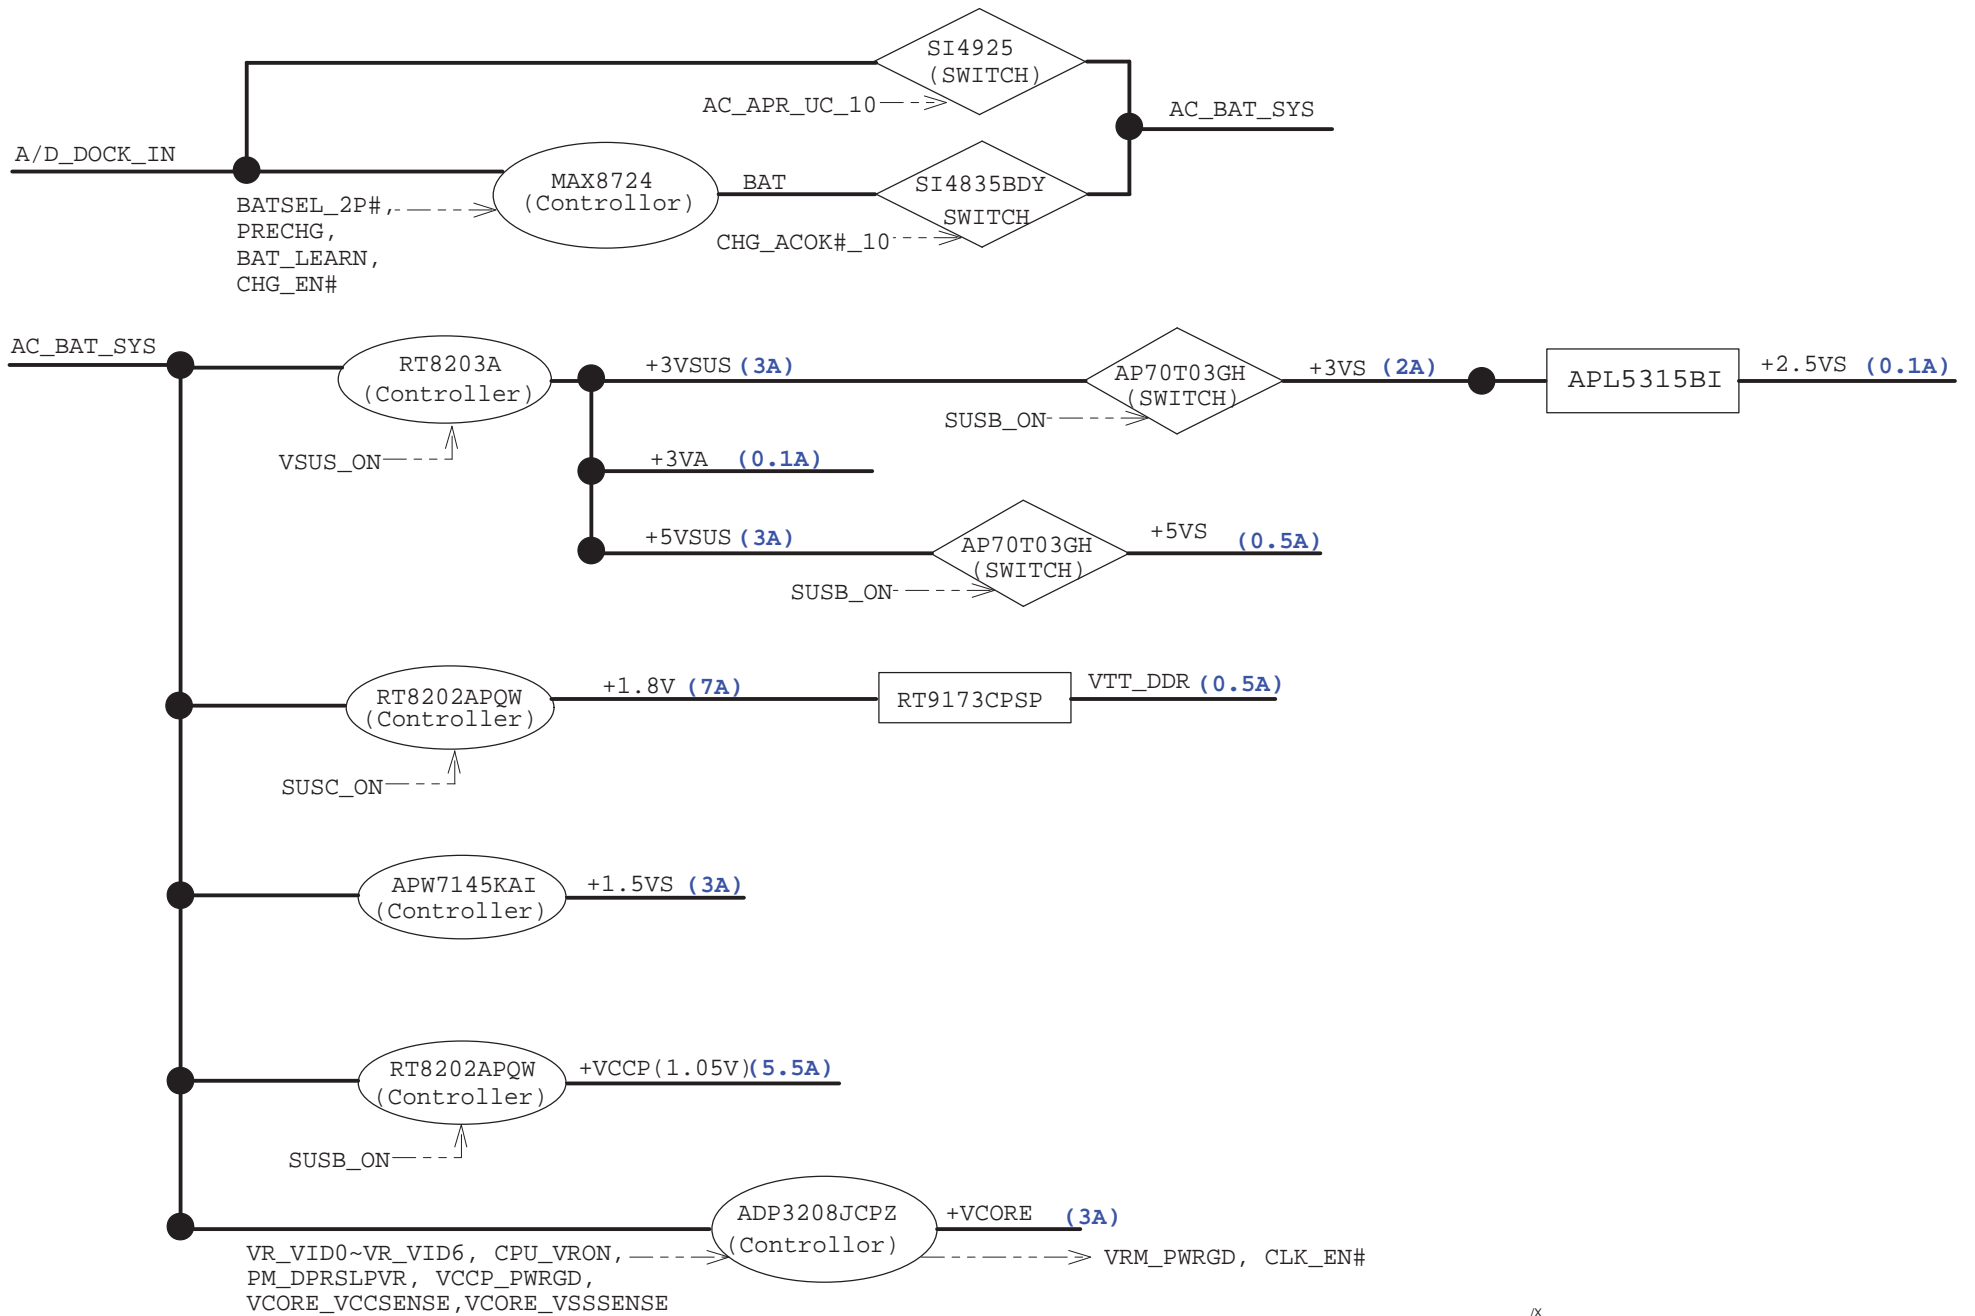 SI4925
(SWITCH)
AC_APR_UC_10
AC_BAT_SYS
A/D_DOCK_IN
MAX8724
(Controllor)
BAT
SI4835BDY
SWITCH
BATSEL_2P#,
PRECHG,
BAT_LEARN,
CHG_EN#
CHG_ACOK#_10
AC_BAT_SYS
RT8203A
(Controller)
VSUS_ON
+3VSUS (3A)
AP70T03GH
(SWITCH)
SUSB_ON
+3VS (2A)
APL5315BI
+2.5VS (0.1A)
+3VA (0.1A)
+5VSUS (3A)
AP70T03GH
(SWITCH)
SUSB_ON
+5VS (0.5A)
RT8202APQW
(Controller)
SUSC_ON
+1.8V (7A)
RT9173CPSP
VTT_DDR (0.5A)
APW7145KAI
(Controller)
+1.5VS (3A)
RT8202APQW
(Controller)
SUSB_ON
+VCCP(1.05V)(5.5A)
ADP3208JCPZ
(Controllor)
+VCORE (3A)
VR_VID0~VR_VID6, CPU_VRON,
PM_DPRSLPVR, VCCP_PWRGD,
VCORE_VCCSENSE,VCORE_VSSSENSE
VRM_PWRGD, CLK_EN#